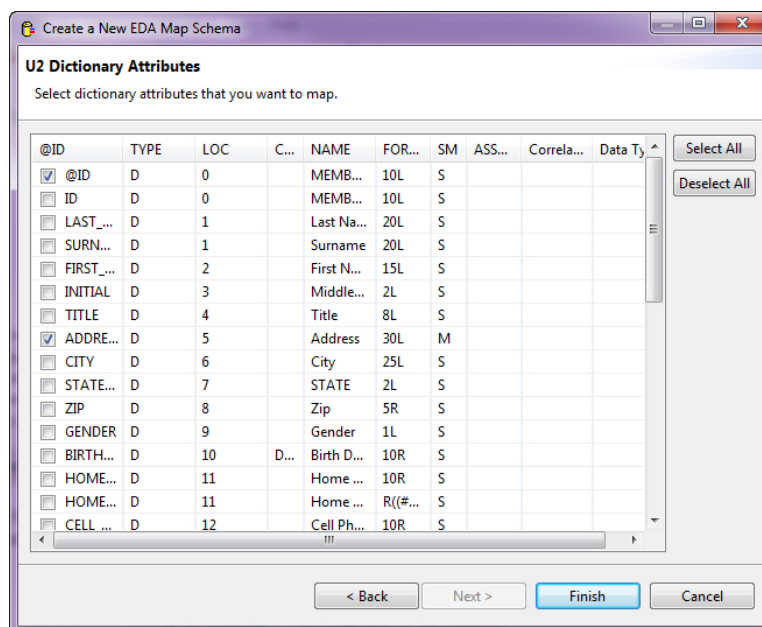 Create a New EDA Map Schema
U2 Dictionary Attributes
Select dictionary attributes that you want to map.
@ID TYPE LOC C... NAME FOR... SM ASS... Correla... Data Ty
@ID D 0 MEMB... 10L S
ID D 0 MEMB... 10L S
LAST_... D 1 Last Na... 20L S
SURN... D 1 Surname 20L S
FIRST_... D 2 First N... 15L S
INITIAL D 3 Middle... 2L S
TITLE D 4 Title 8L S
ADDRE... D 5 Address 30L M
CITY D 6 City 25L S
STATE... D 7 STATE 2L S
ZIP D 8 Zip 5R S
GENDER D 9 Gender 1L S
BIRTH... D 10 D... Birth D... 10R S
HOME... D 11 Home ... 10R S
HOME... D 11 Home ... R((#... S
CELL ... D 12 Cell Ph... 10R S
Select All
Deselect All
< Back Next > Finish Cancel